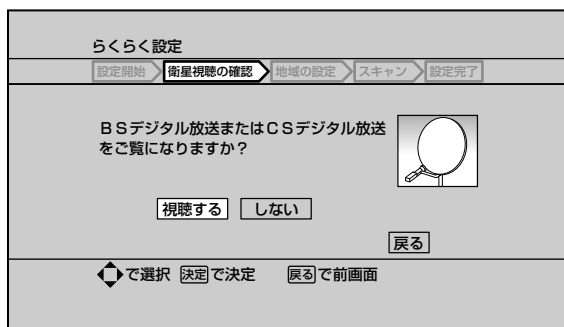 らくらく設定
設定開始 衛星視聴の確認 地域の設定 スキャン 設定完了
BSデジタル放送またはCSデジタル放送
をご覧になりますか?
視聴する しない
戻る
で選択 決定で決定 戻るで前画面